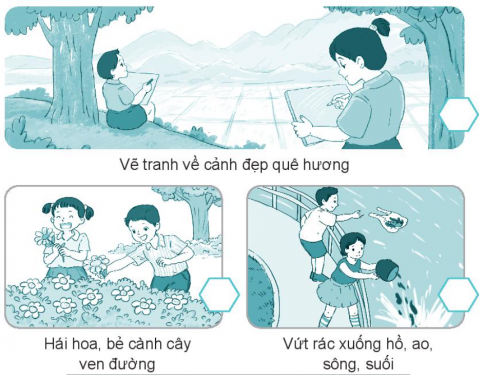 Vẽ tranh về cảnh đẹp quê hương
Hái hoa, bẻ cành cây
ven đường
Vứt rác xuống hồ, ao,
sông, suối